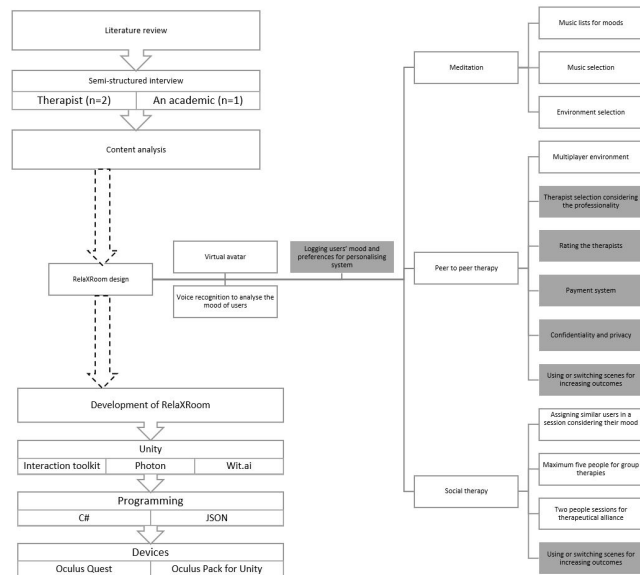 Literature review
Semi-structured interview
Therapist (n=2)
An academic (n=1)
Content analysis
RelaXRoom design
Virtual avatar
Voice recognition to analyse the
mood of users
Logging users' mood and
preferences for personalising
system
Development of RelaXRoom
Unity
Interaction toolkit
Photon
Wit.ai
Programming
C#
JSON
Devices
Oculus Quest
Oculus Pack for Unity
Meditation
Music lists for moods
Music selection
Environment selection
Peer to peer therapy
Multiplayer environment
Therapist selection considering
the professionality
Rating the therapists
Payment system
Confidentiality and privacy
Using or switching scenes for
increasing outcomes
Social therapy
Assigning similar users in a
session considering their mood
Maximum five people for group
therapies
Two people sessions for
therapeutical alliance
Using or switching scenes for
increasing outcomes